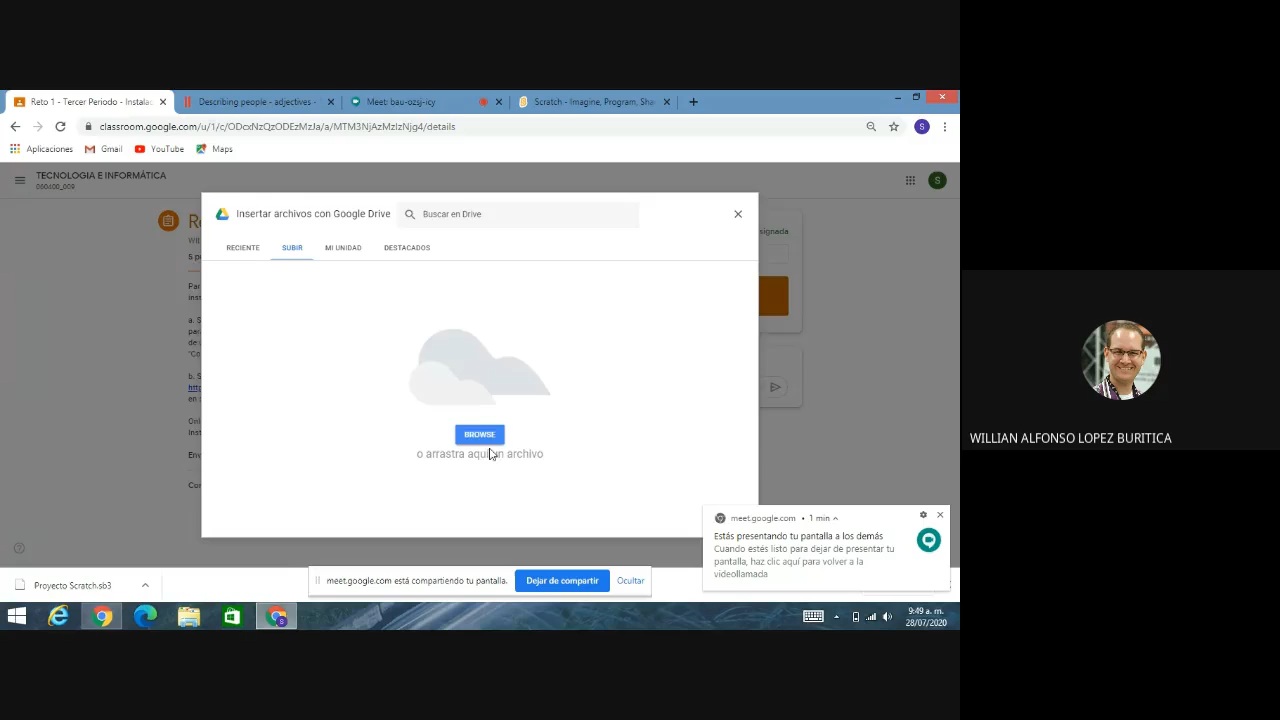 Reto 1 - Tercer Periodo - Instalac
Describing people - adjectives -
Meet: bau-ozsj-icy
Scratch - Imagine, Program, Sha
classroom.google.com/u/1/c/ODcxNzQzODEzMzJa/a/MTM3NjAzMzIzNjg4/details
S
Aplicaciones
Gmail
YouTube
Maps
TECNOLOGIA E INFORMÁTICA
060400_009
S
Insertar archivos con Google Drive
Buscar en Drive
signada
RECIENTE
SUBIR
MI UNIDAD
DESTACADOS
BROWSE
o arrastra aquí un archivo
WILLIAN ALFONSO LOPEZ BURITICA
meet.google.com • 1 min
Estás presentando tu pantalla a los demás
Cuando estés listo para dejar de presentar tu
pantalla, haz clic aquí para volver a la
videollamada
Proyecto Scratch.sb3
meet.google.com está compartiendo tu pantalla.
Dejar de compartir
Ocultar
9:49 a. m.
28/07/2020